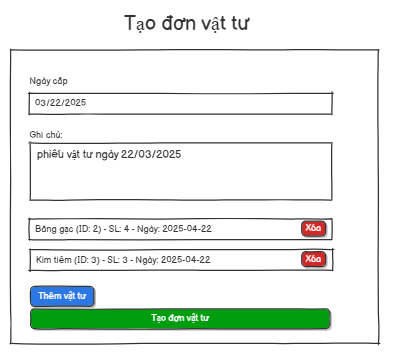 Tạo đơn vật tư
Ngày cấp
03/22/2025
Ghi chú:
phiếu vật tư ngày 22/03/2025
Băng gạc (ID: 2) - SL: 4 - Ngày: 2025-04-22
Xóa
Kim tiêm (ID: 3) - SL: 3 - Ngày: 2025-04-22
Xóa
Thêm vật tư
Tạo đơn vật tư